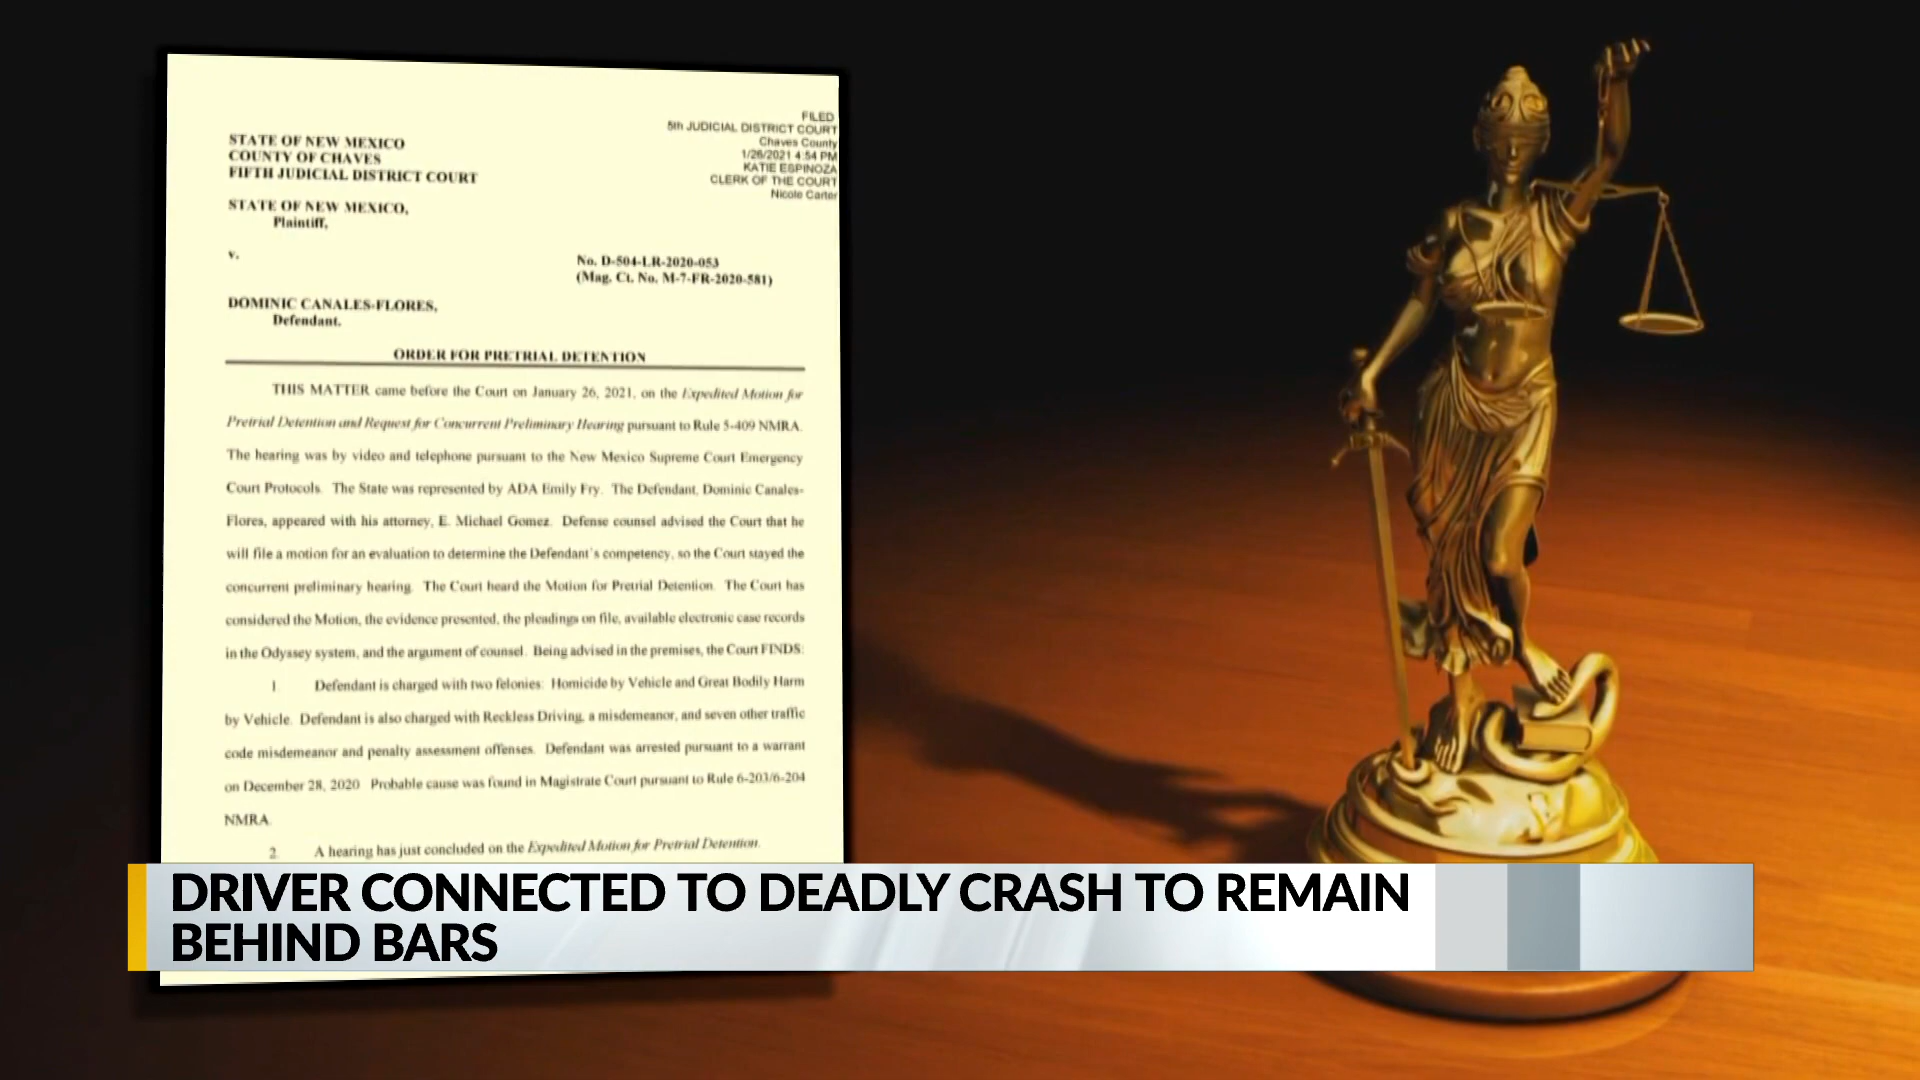 FILED
5th JUDICIAL DISTRICT COURT
Chaves County
1/26/2021 4:54 PM
KATIE ESPINOZA
CLERK OF THE COURT
Nicole Carter
STATE OF NEW MEXICO
COUNTY OF CHAVES
FIFTH JUDICIAL DISTRICT COURT
STATE OF NEW MEXICO,
Plaintiff,
v.
No. D-504-LR-2020-053
(Mag. Ct. No. M-7-FR-2020-581)
DOMINIC CANALES-FLORES,
Defendant.
ORDER FOR PRETRIAL DETENTION
THIS MATTER came before the Court on January 26, 2021, on the Expedited Motion for
Pretrial Detention and Request for Concurrent Preliminary Hearing pursuant to Rule 5-409 NMRA.
The hearing was by video and telephone pursuant to the New Mexico Supreme Court Emergency
Court Protocols. The State was represented by ADA Emily Fry. The Defendant, Dominic Canales-
Flores, appeared with his attorney, E. Michael Gomez. Defense counsel advised the Court that he
will file a motion for an evaluation to determine the Defendant's competency, so the Court stayed the
concurrent preliminary hearing. The Court heard the Motion for Pretrial Detention. The Court has
considered the Motion, the evidence presented, the pleadings on file, available electronic case records
in the Odyssey system, and the argument of counsel. Being advised in the premises, the Court FINDS:
1 Defendant is charged with two felonies: Homicide by Vehicle and Great Bodily Harm
by Vehicle. Defendant is also charged with Reckless Driving, a misdemeanor, and seven other traffic
code misdemeanor and penalty assessment offenses. Defendant was arrested pursuant to a warrant
on December 28, 2020 Probable cause was found in Magistrate Court pursuant to Rule 6-203/6-204
NMRA.
2. A hearing has just concluded on the Expedited Motion for Pretrial Detention.
DRIVER CONNECTED TO DEADLY CRASH TO REMAIN
BEHIND BARS